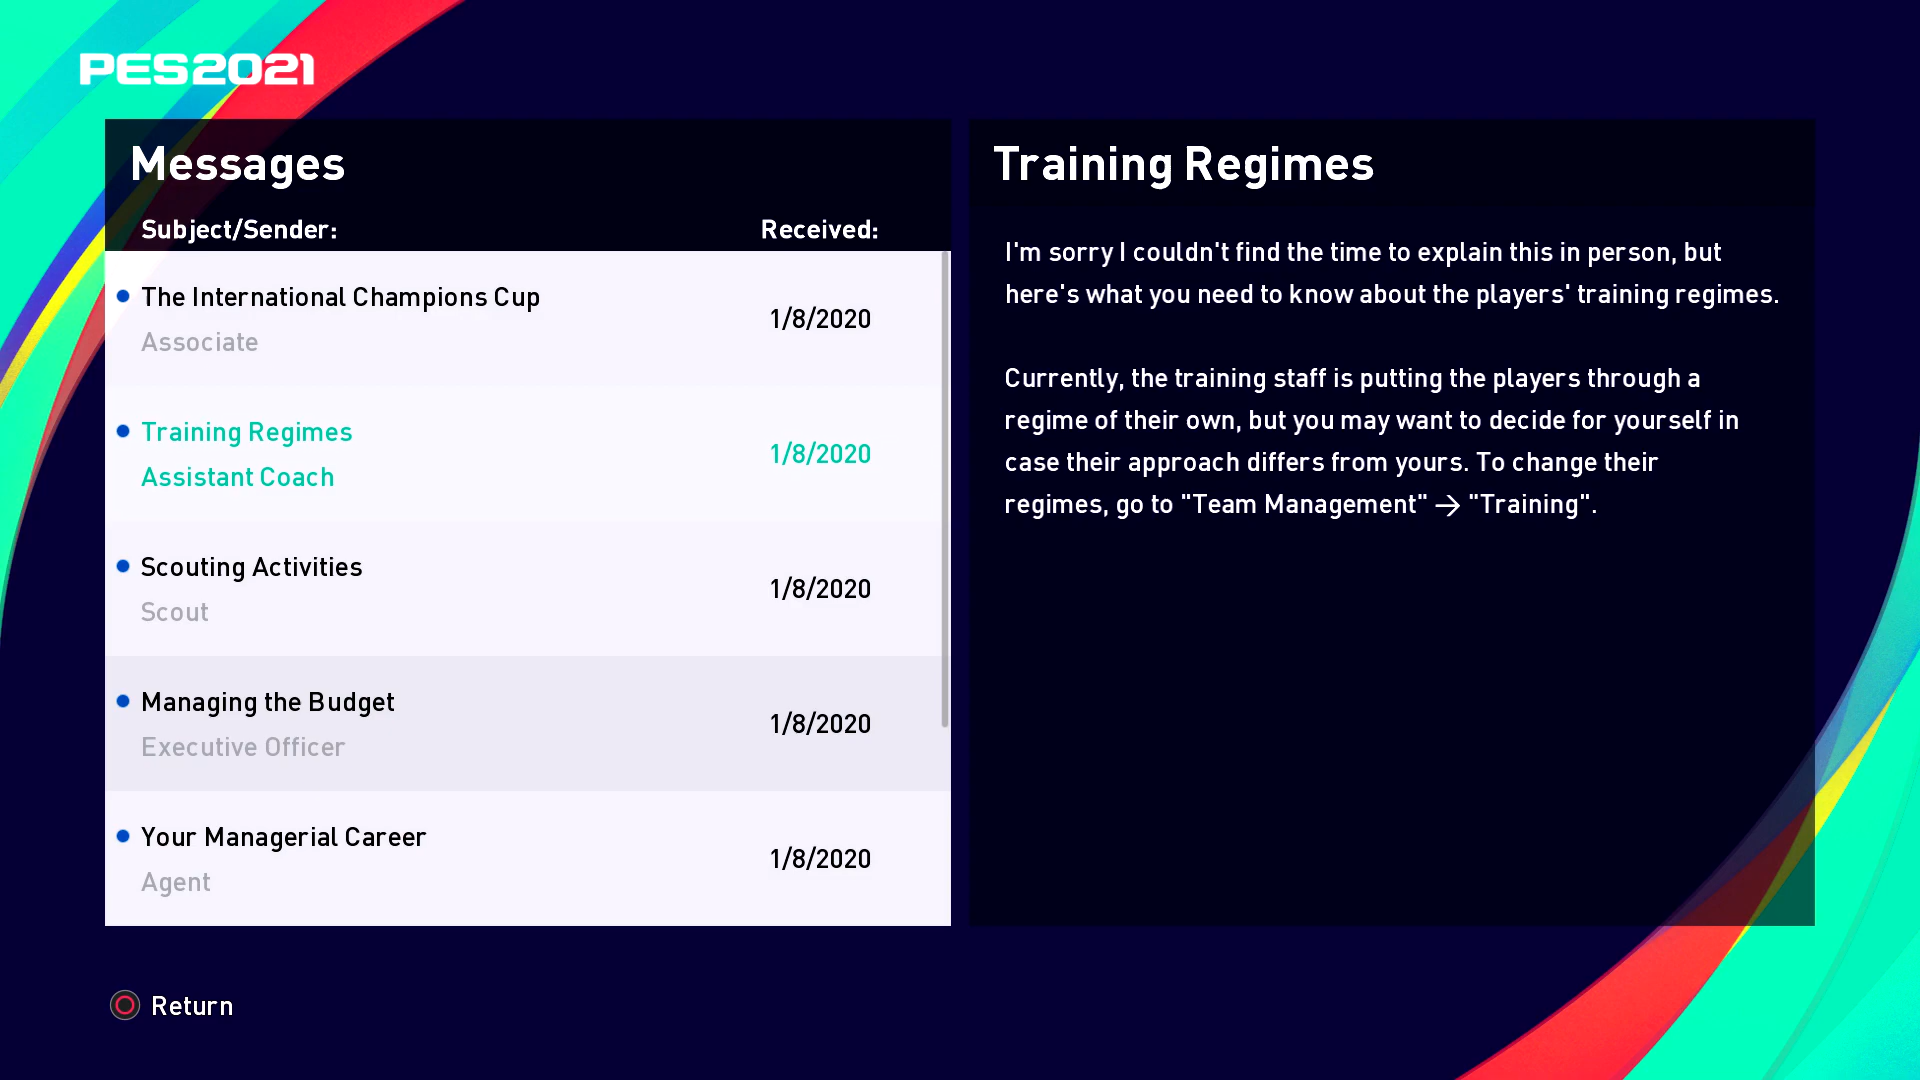 PES2021
Messages
Subject/Sender: Received:
The International Champions Cup
Associate
1/8/2020
Training Regimes
Assistant Coach
1/8/2020
Scouting Activities
Scout
1/8/2020
Managing the Budget
Executive Officer
1/8/2020
Your Managerial Career
Agent
1/8/2020
Training Regimes
I'm sorry I couldn't find the time to explain this in person, but
here's what you need to know about the players' training regimes.
Currently, the training staff is putting the players through a
regime of their own, but you may want to decide for yourself in
case their approach differs from yours. To change their
regimes, go to "Team Management" → "Training".
Return